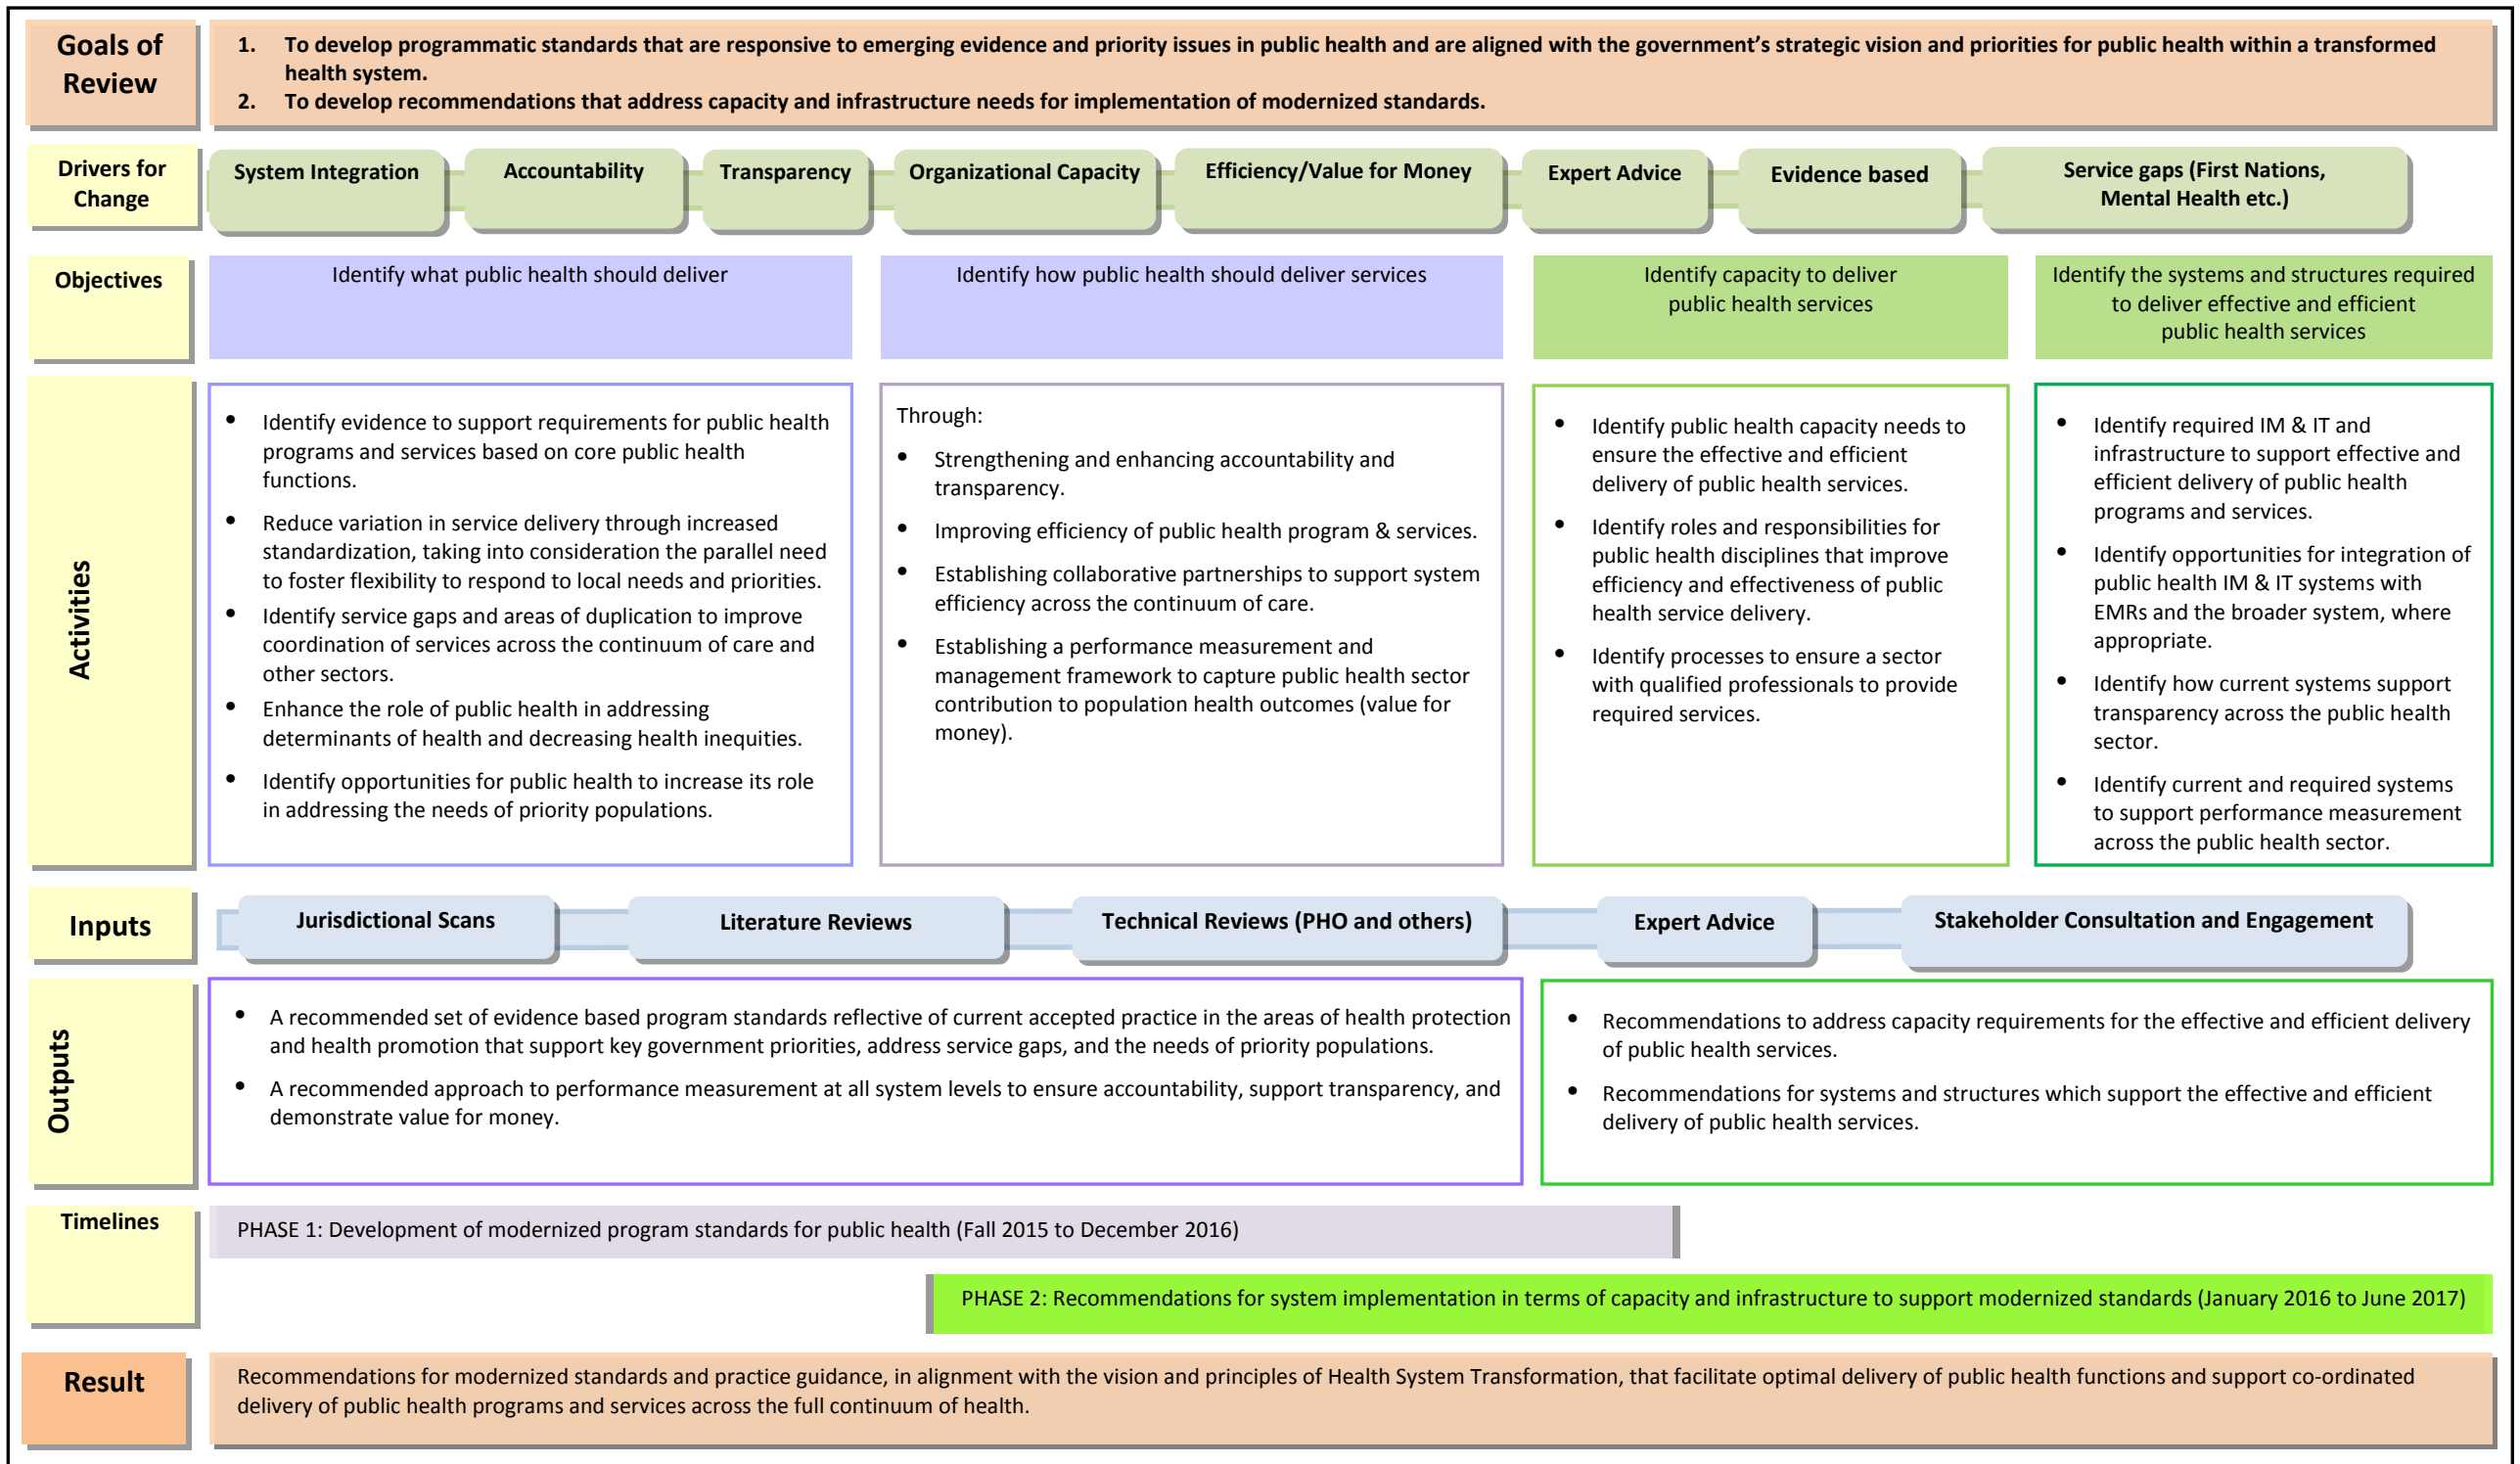 Goals of
Review
1. To develop programmatic standards that are responsive to emerging evidence and priority issues in public health and are aligned with the government's strategic vision and priorities for public health within a transformed
health system.
2. To develop recommendations that address capacity and infrastructure needs for implementation of modernized standards.
Drivers for
Change
System Integration
Accountability
Transparency
Organizational Capacity
Efficiency/Value for Money
Expert Advice
Evidence based
Service gaps (First Nations,
Mental Health etc.)
Objectives
Identify what public health should deliver
Identify how public health should deliver services
Identify capacity to deliver
public health services
Identify the systems and structures required
to deliver effective and efficient
public health services
Activities
• Identify evidence to support requirements for public health
programs and services based on core public health
functions.
• Reduce variation in service delivery through increased
standardization, taking into consideration the parallel need
to foster flexibility to respond to local needs and priorities.
• Identify service gaps and areas of duplication to improve
coordination of services across the continuum of care and
other sectors.
• Enhance the role of public health in addressing
determinants of health and decreasing health inequities.
• Identify opportunities for public health to increase its role
in addressing the needs of priority populations.
Through:
• Strengthening and enhancing accountability and
transparency.
• Improving efficiency of public health program & services.
• Establishing collaborative partnerships to support system
efficiency across the continuum of care.
• Establishing a performance measurement and
management framework to capture public health sector
contribution to population health outcomes (value for
money).
• Identify public health capacity needs to
ensure the effective and efficient
delivery of public health services.
• Identify roles and responsibilities for
public health disciplines that improve
efficiency and effectiveness of public
health service delivery.
• Identify processes to ensure a sector
with qualified professionals to provide
required services.
• Identify required IM & IT and
infrastructure to support effective and
efficient delivery of public health
programs and services.
• Identify opportunities for integration of
public health IM & IT systems with
EMRs and the broader system, where
appropriate.
• Identify how current systems support
transparency across the public health
sector.
• Identify current and required systems
to support performance measurement
across the public health sector.
Inputs
Jurisdictional Scans
Literature Reviews
Technical Reviews (PHO and others)
Expert Advice
Stakeholder Consultation and Engagement
Outputs
• A recommended set of evidence based program standards reflective of current accepted practice in the areas of health protection
and health promotion that support key government priorities, address service gaps, and the needs of priority populations.
• A recommended approach to performance measurement at all system levels to ensure accountability, support transparency, and
demonstrate value for money.
• Recommendations to address capacity requirements for the effective and efficient delivery
of public health services.
• Recommendations for systems and structures which support the effective and efficient
delivery of public health services.
Timelines
PHASE 1: Development of modernized program standards for public health (Fall 2015 to December 2016)
PHASE 2: Recommendations for system implementation in terms of capacity and infrastructure to support modernized standards (January 2016 to June 2017)
Result
Recommendations for modernized standards and practice guidance, in alignment with the vision and principles of Health System Transformation, that facilitate optimal delivery of public health functions and support co-ordinated
delivery of public health programs and services across the full continuum of health.